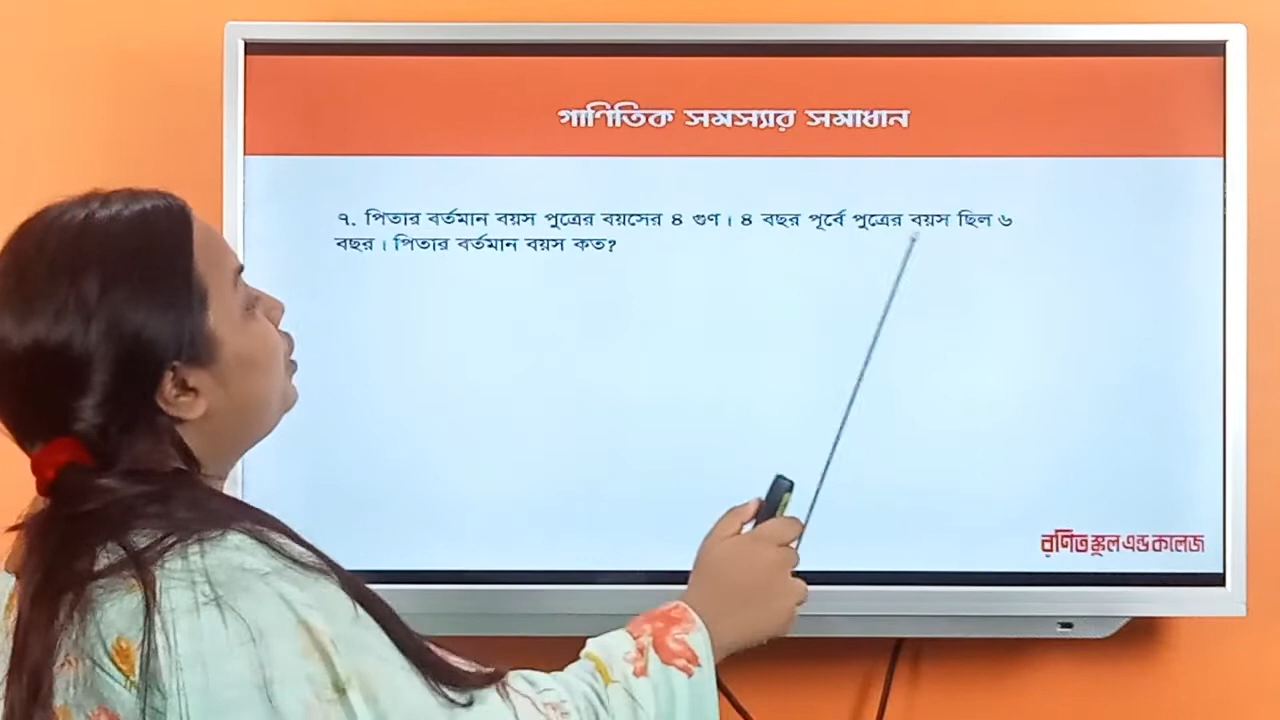 গাণিতিক সমস্যার সমাধান
৭. পিতার বর্তমান বয়স পুত্রের বয়সের ৪ গুণ। ৪ বছর পূর্বে পুত্রের বয়স ছিল ৬
বছর। পিতার বর্তমান বয়স কত?
রণিত স্কুল এন্ড কলেজ